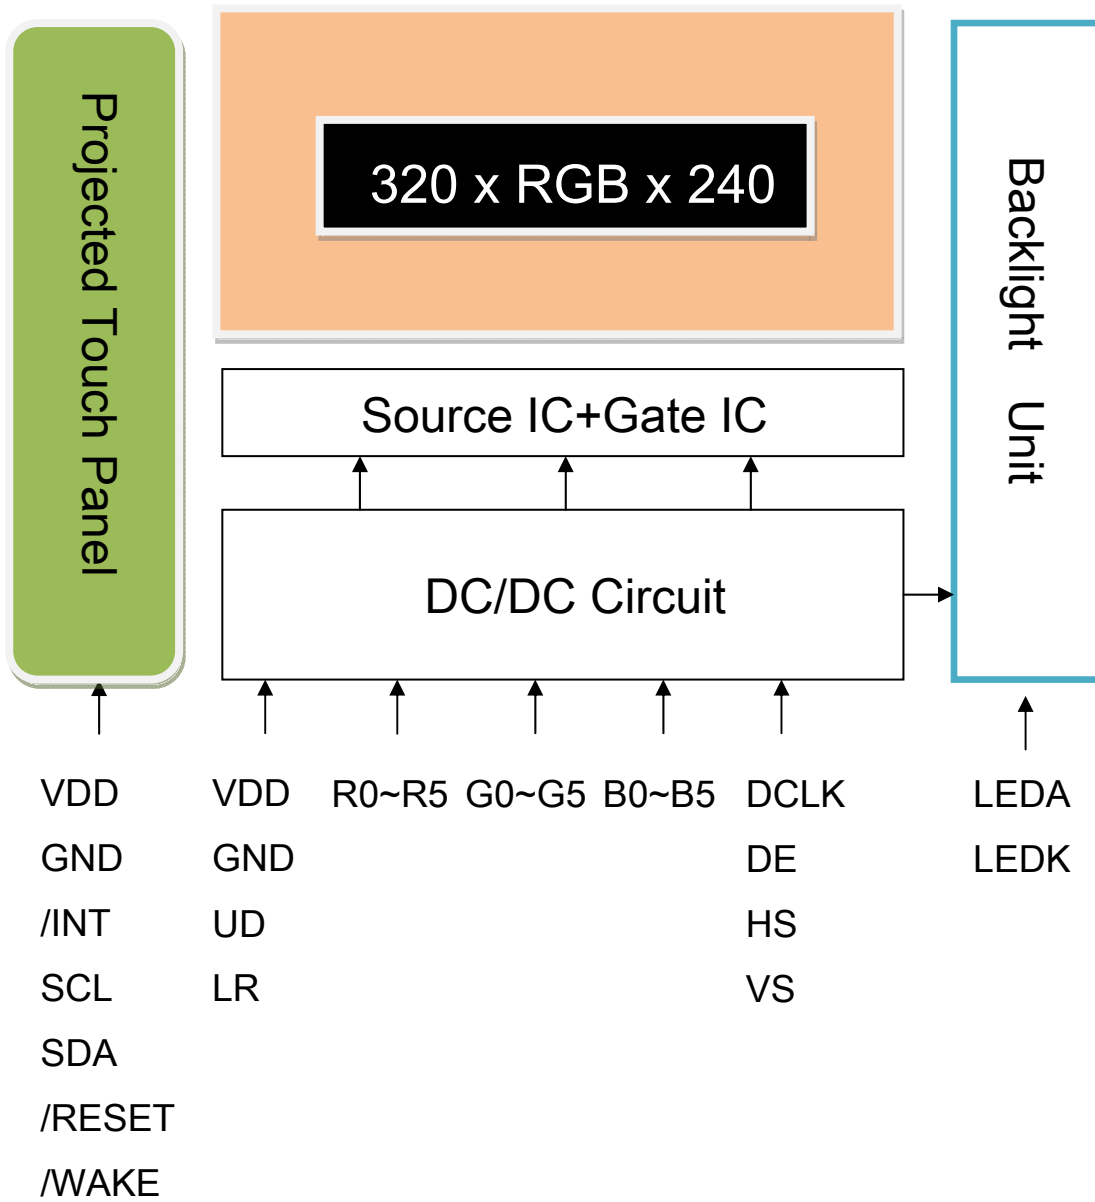 Projected Touch Panel
320 x RGB x 240
Backlight Unit
Source IC+Gate IC
DC/DC Circuit
VDD
GND
/INT
SCL
SDA
/RESET
/WAKE
VDD
GND
UD
LR
R0~R5
G0~G5
B0~B5
DCLK
DE
HS
VS
LEDA
LEDK